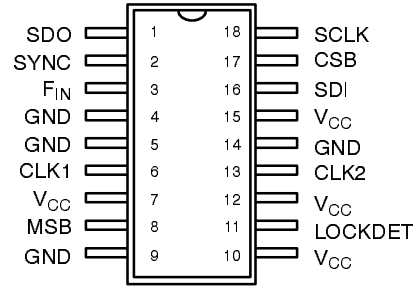 SDO 1 18 SCLK
SYNC 2 17 CSB
FIN 3 16 SDI
GND 4 15 VCC
GND 5 14 GND
CLK1 6 13 CLK2
VCC 7 12 VCC
MSB 8 11 LOCKDET
GND 9 10 VCC